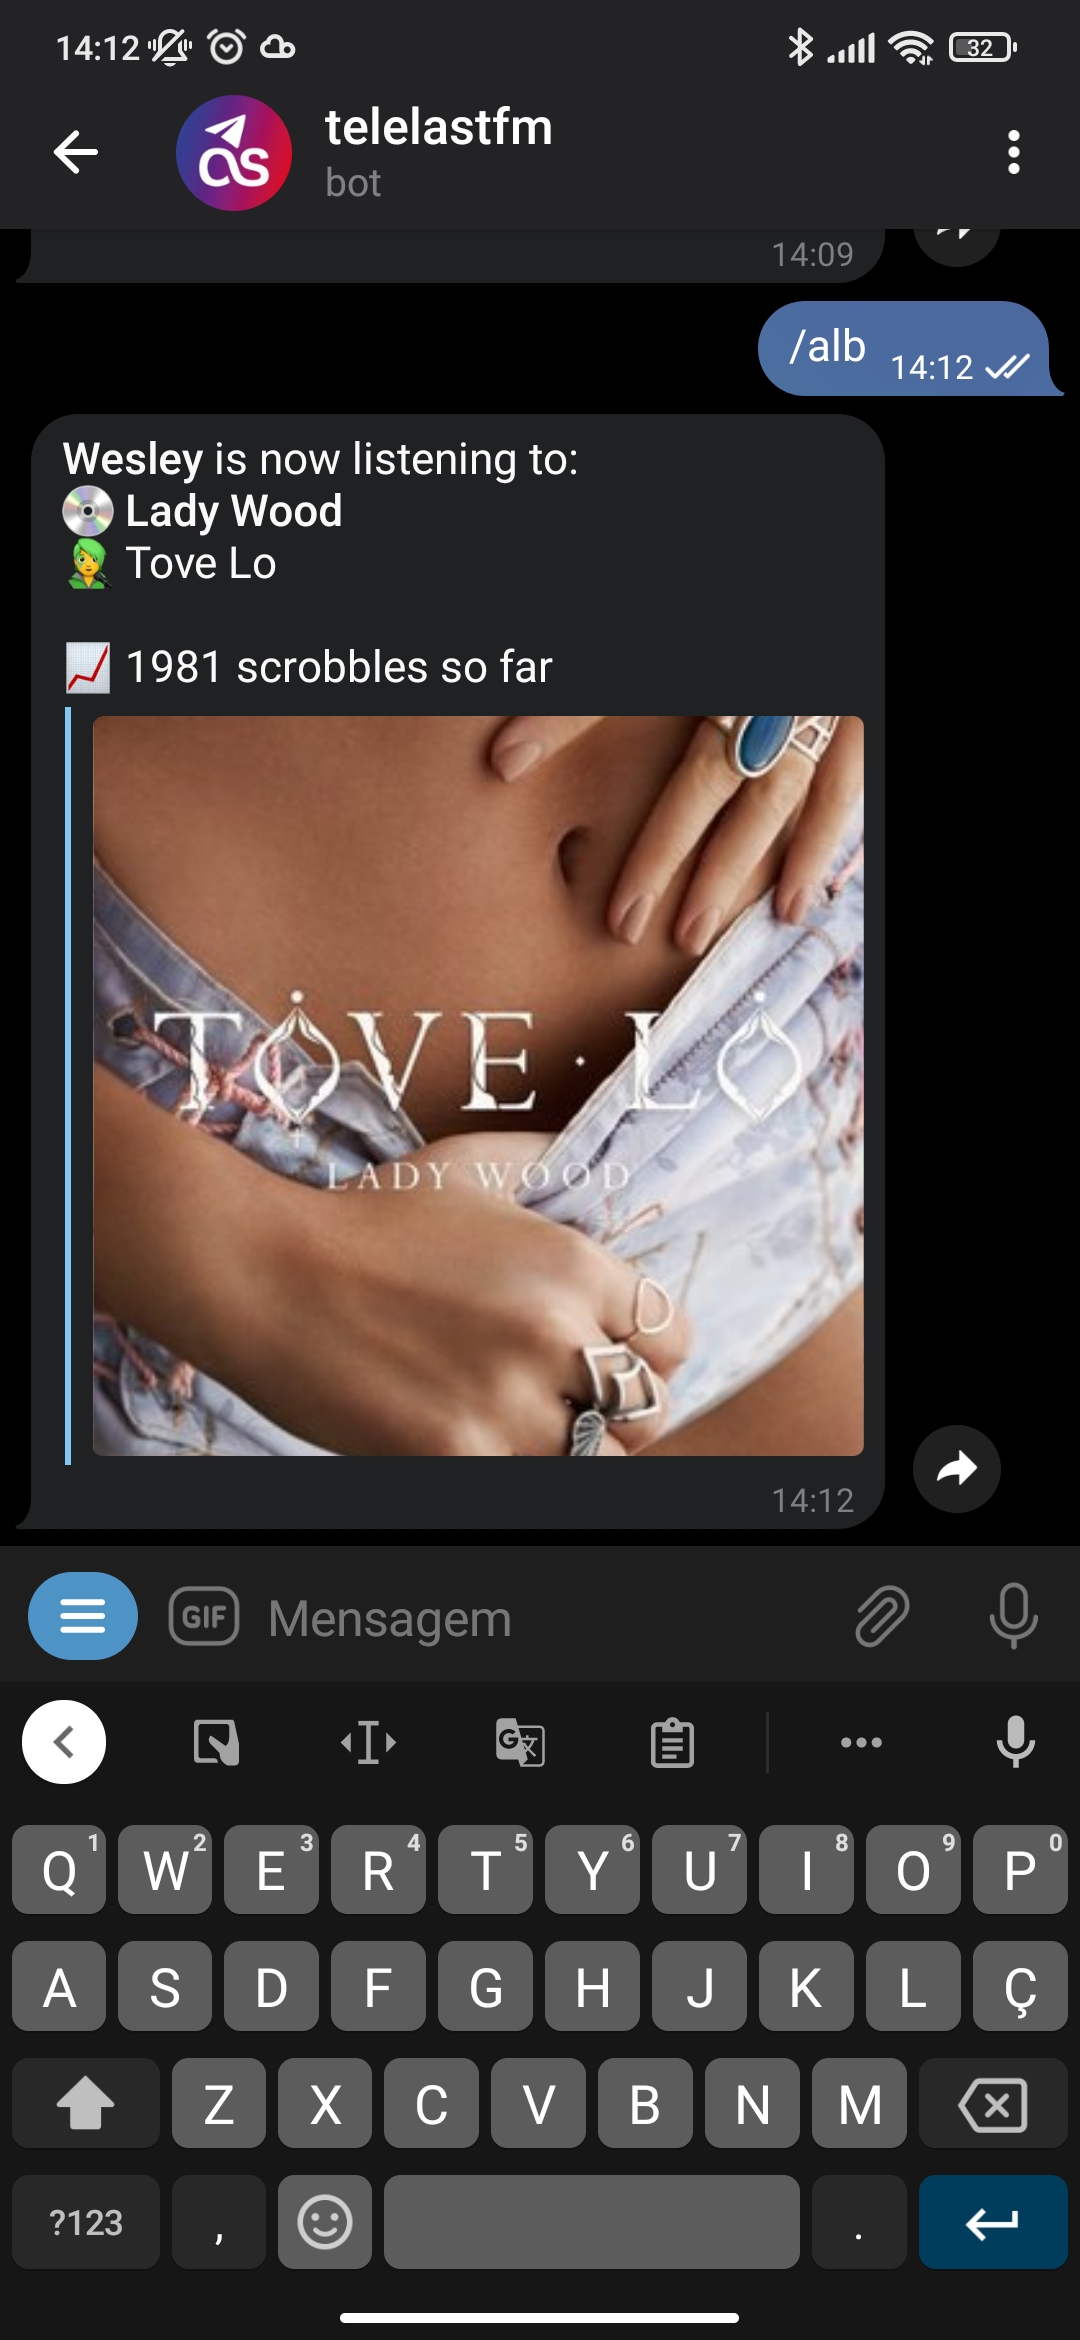 14:12
32
telelastfm
bot
14:09
/alb 14:12
Wesley is now listening to:
Lady Wood
Tove Lo
1981 scrobbles so far
TOVE · LO
LADY WOOD
14:12
GIF Mensagem
G 文
1 2 3 4 5 6 7 8 9 0
Q W E R T Y U I O P
A S D F G H J K L Ç
Z X C V B N M
?123 , .